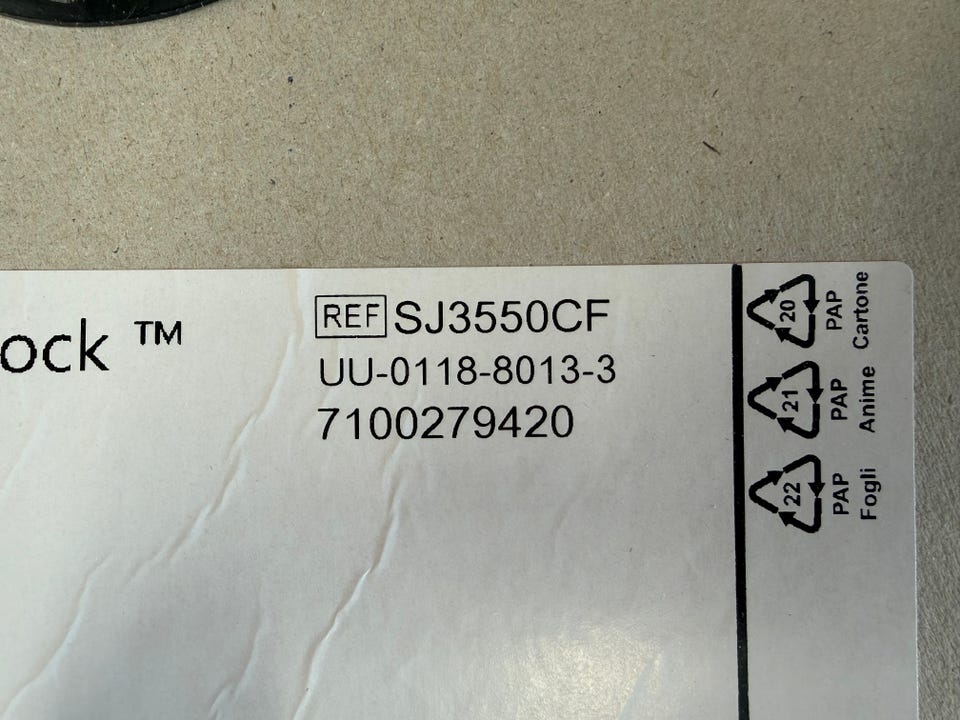 ock ™
REF SJ3550CF
UU-0118-8013-3
7100279420
20
PAP
Cartone
21
PAP
Anime
22
PAP
Fogli